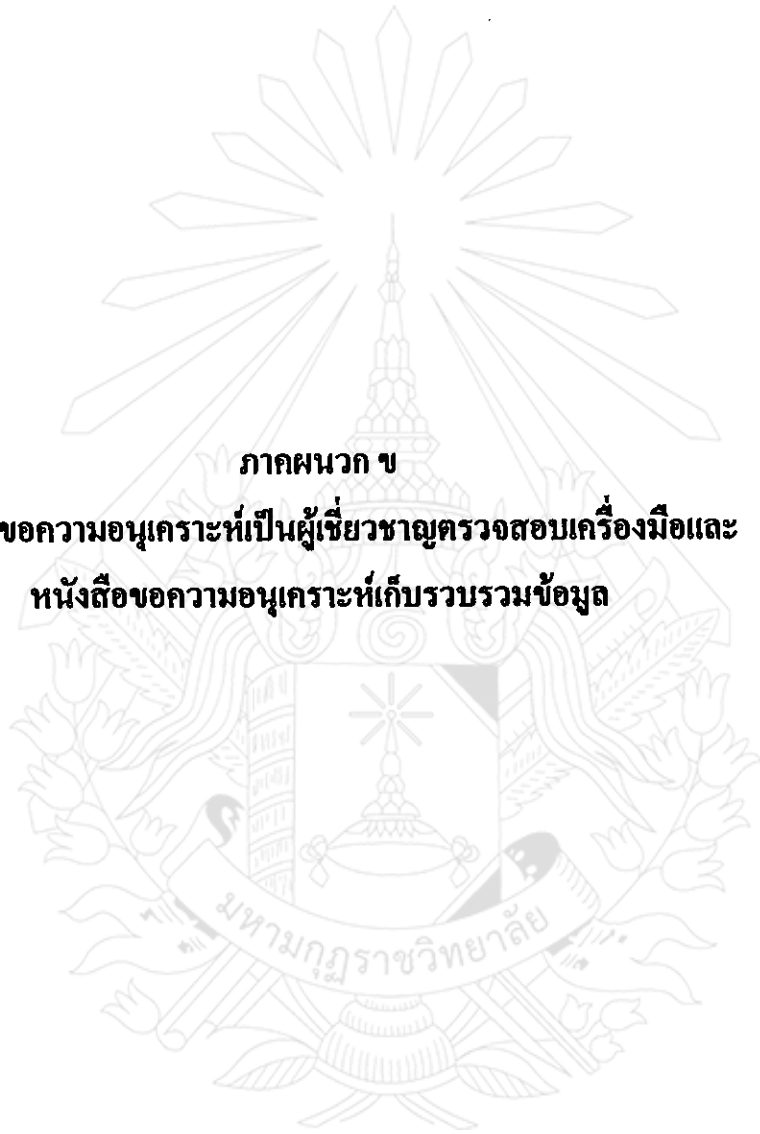 ภาคผนวก ข
ขอความอนุเคราะห์เป็นผู้เชี่ยวชาญตรวจสอบเครื่องมือและ
หนังสือขอความอนุเคราะห์เก็บรวบรวมข้อมูล
มหามกุฏราชวิทยาลัย